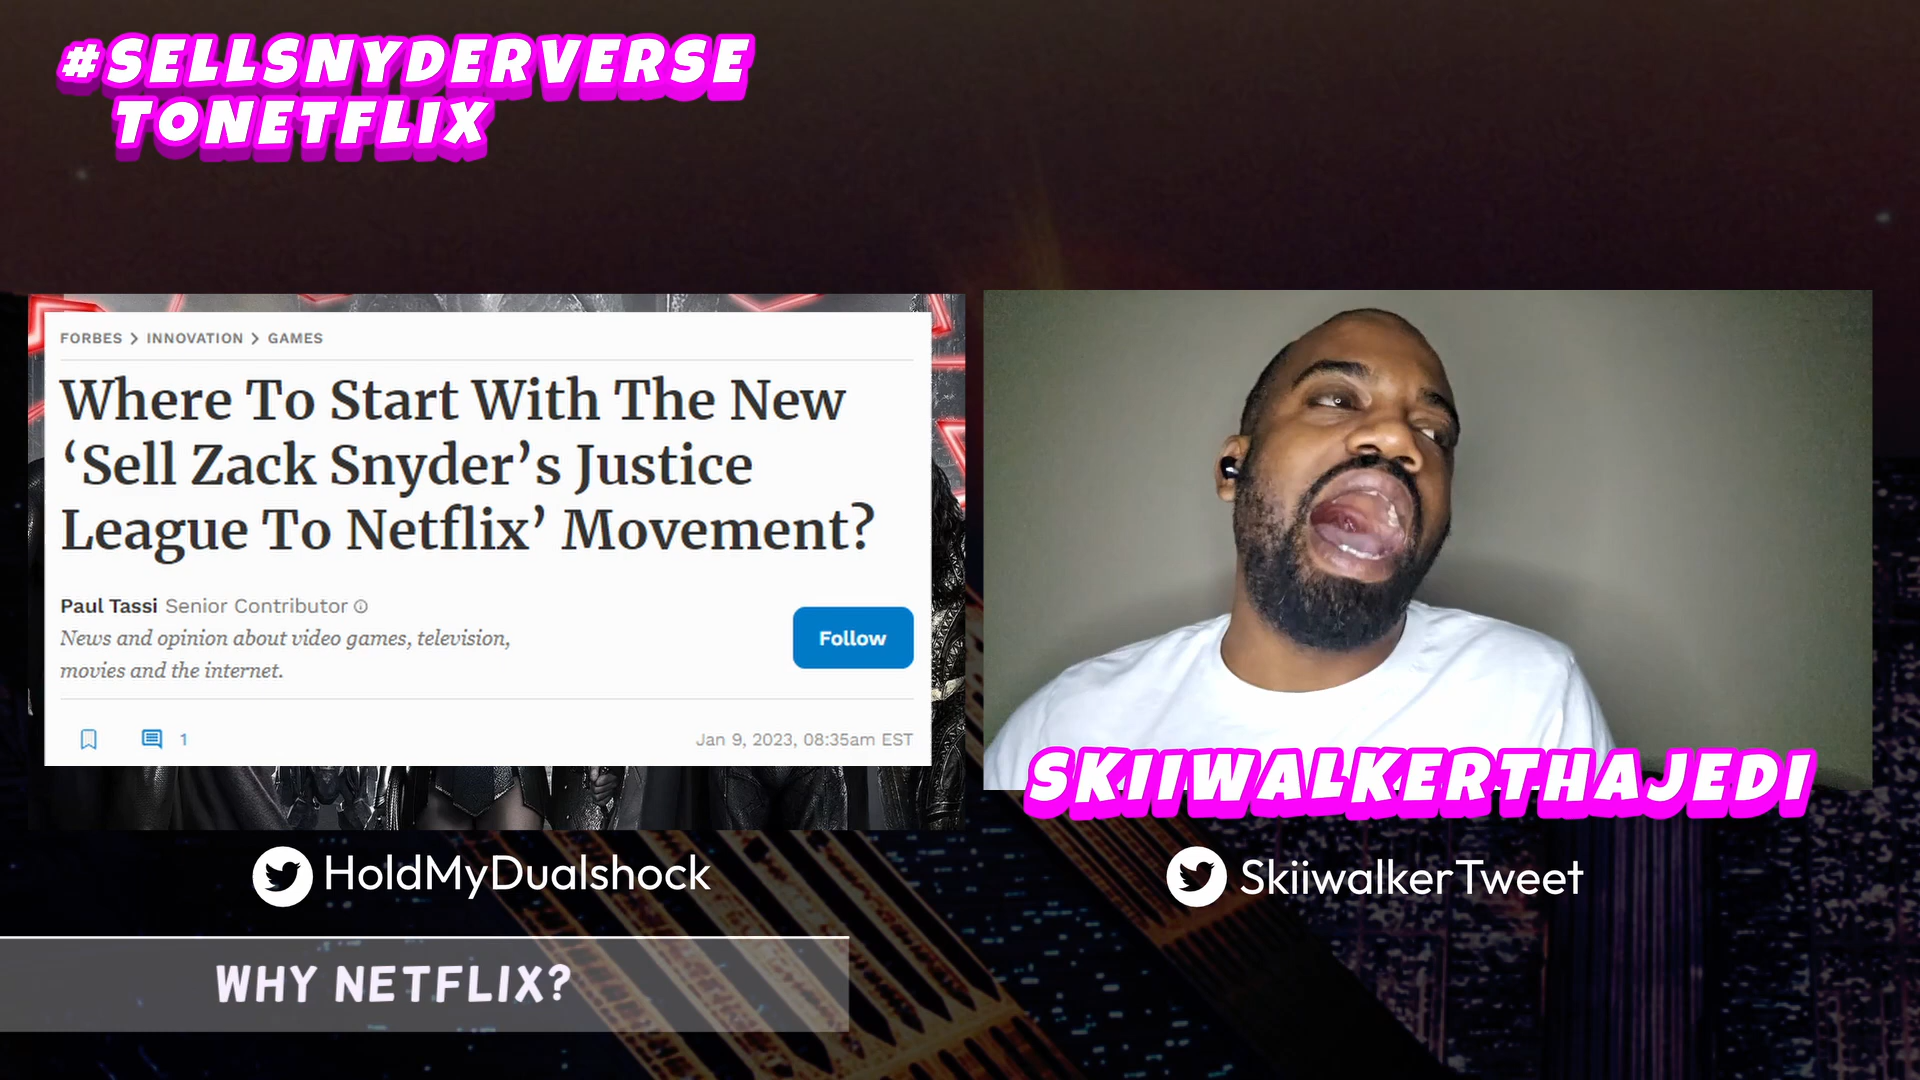 #SELLSNYDERVERSE
TONETFLIX
FORBES > INNOVATION > GAMES
Where To Start With The New
‘Sell Zack Snyder’s Justice
League To Netflix’ Movement?
Paul Tassi Senior Contributor
News and opinion about video games, television,
movies and the internet.
Follow
1
Jan 9, 2023, 08:35am EST
SKIIWALKERTHAJEDI
HoldMyDualshock
SkiiwalkerTweet
WHY NETFLIX?